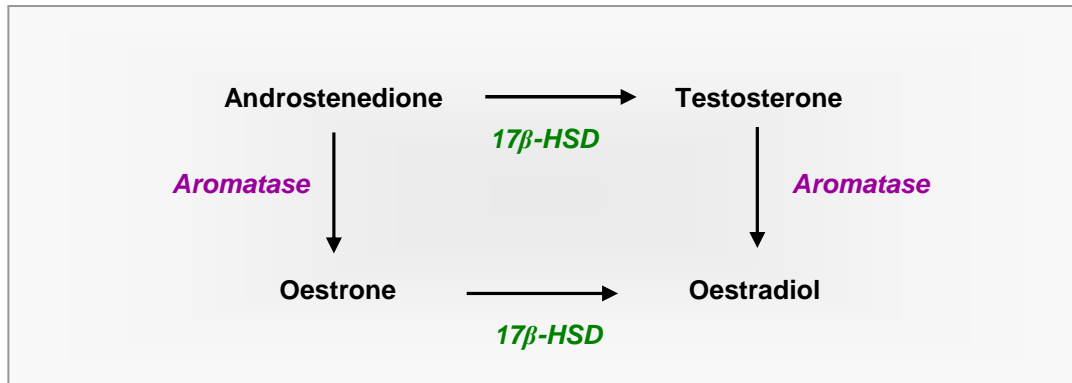 Androstenedione Testosterone
17β-HSD
Aromatase Aromatase
Oestrone Oestradiol
17β-HSD